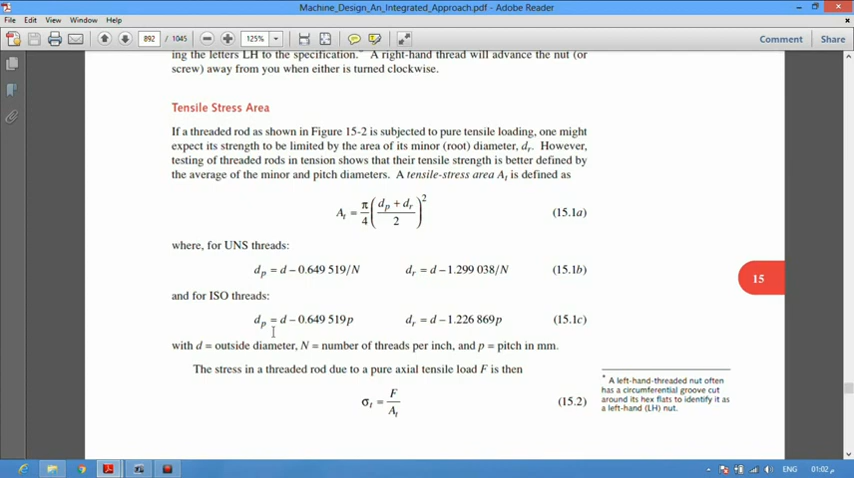 Machine_Design_An_Integrated_Approach.pdf - Adobe Reader
File Edit View Window Help
892 / 1045 125% Comment Share
ing the letters LH to the specification.* A right-hand thread will advance the nut (or
screw) away from you when either is turned clockwise.
Tensile Stress Area
If a threaded rod as shown in Figure 15-2 is subjected to pure tensile loading, one might
expect its strength to be limited by the area of its minor (root) diameter, dr. However,
testing of threaded rods in tension shows that their tensile strength is better defined by
the average of the minor and pitch diameters. A tensile-stress area At is defined as
At = π/4 ((dp + dr)/2)² (15.1a)
where, for UNS threads:
dp = d − 0.649 519/N dr = d − 1.299 038/N (15.1b)
and for ISO threads:
dp = d − 0.649 519p dr = d − 1.226 869p (15.1c)
with d = outside diameter, N = number of threads per inch, and p = pitch in mm.
The stress in a threaded rod due to a pure axial tensile load F is then
σt = F/At (15.2)
15
* A left-hand-threaded nut often
has a circumferential groove cut
around its hex flats to identify it as
a left-hand (LH) nut.
ENG 01:02 م